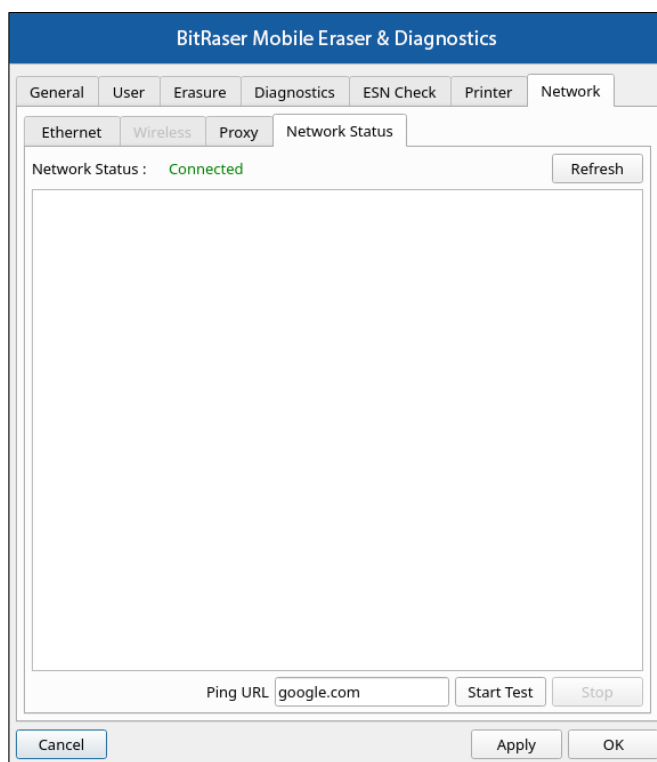 BitRaser Mobile Eraser & Diagnostics
General User Erasure Diagnostics ESN Check Printer Network
Ethernet Wireless Proxy Network Status
Network Status : Connected Refresh
Ping URL google.com Start Test Stop
Cancel Apply OK